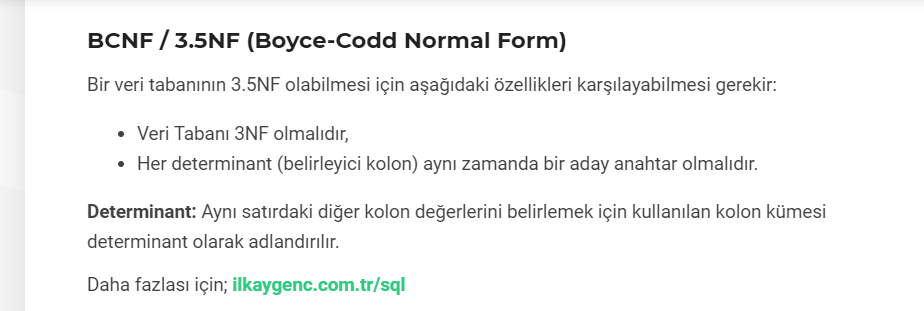 BCNF / 3.5NF (Boyce-Codd Normal Form)
Bir veri tabanının 3.5NF olabilmesi için aşağıdaki özellikleri karşılayabilmesi gerekir:
• Veri Tabanı 3NF olmalıdır,
• Her determinant (belirleyici kolon) aynı zamanda bir aday anahtar olmalıdır.
Determinant: Aynı satırdaki diğer kolon değerlerini belirlemek için kullanılan kolon kümesi
determinant olarak adlandırılır.
Daha fazlası için; ilkaygenc.com.tr/sql